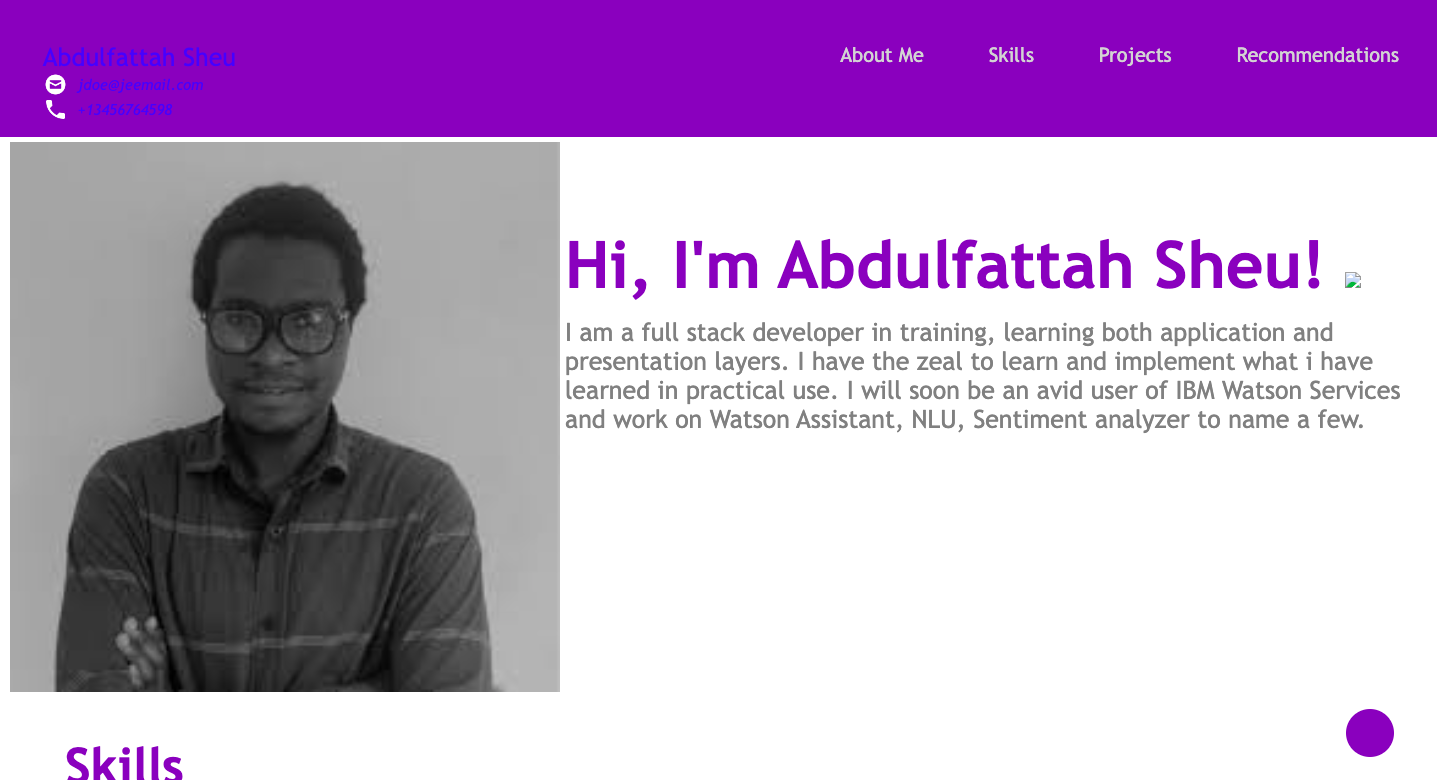 Abdulfattah Sheu
jdoe@jeemail.com
+13456764598
About Me
Skills
Projects
Recommendations
Hi, I'm Abdulfattah Sheu!
I am a full stack developer in training, learning both application and
presentation layers. I have the zeal to learn and implement what i have
learned in practical use. I will soon be an avid user of IBM Watson Services
and work on Watson Assistant, NLU, Sentiment analyzer to name a few.
Skills